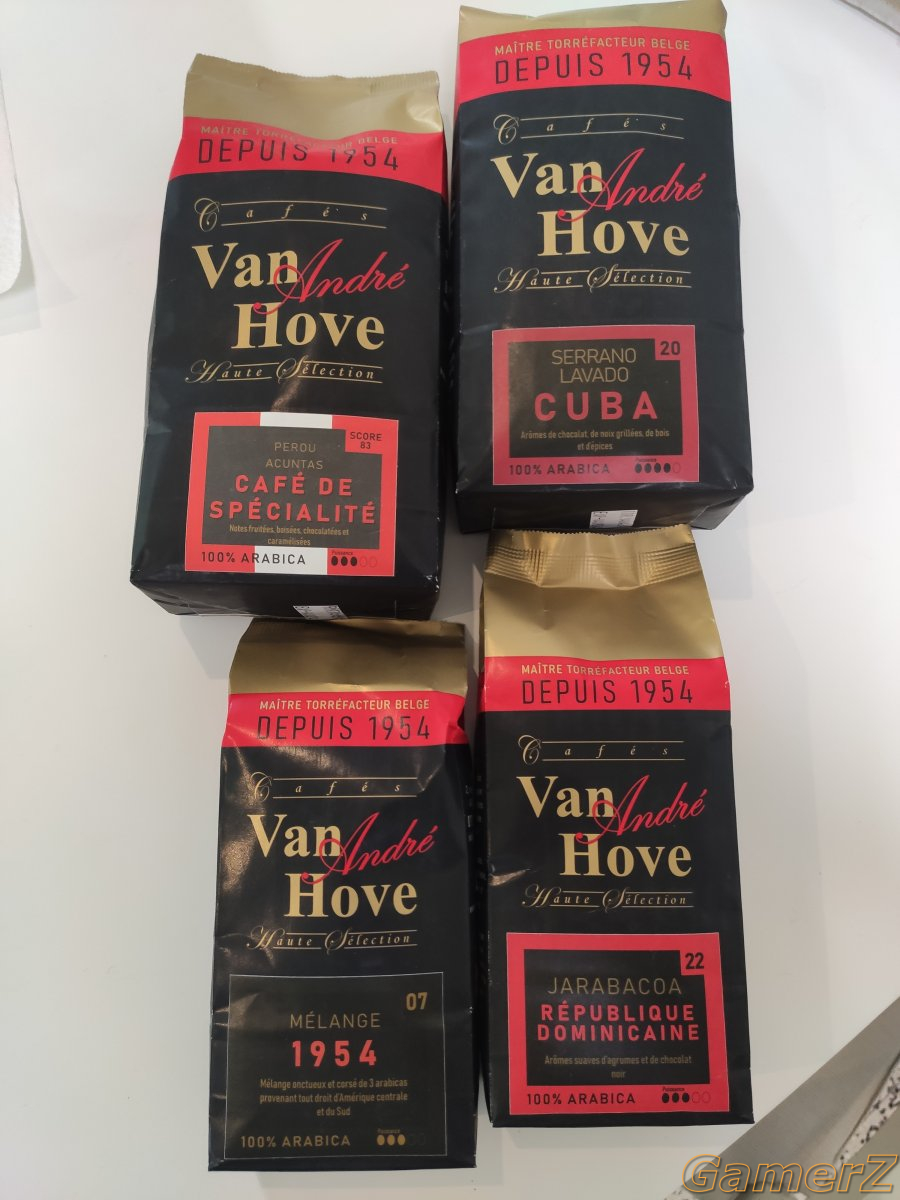 MAÎTRE TORRÉFACTEUR BELGE
DEPUIS 1954
Cafés
Van André
Hove
Haute Sélection
PEROU
ACUNTAS
SCORE
83
CAFÉ DE
SPÉCIALITÉ
Notes fruitées, boisées, chocolatées et
caramélisées
100% ARABICA
Puissance
MAÎTRE TORRÉFACTEUR BELGE
DEPUIS 1954
Cafés
Van André
Hove
Haute Sélection
20
SERRANO
LAVADO
CUBA
Arômes de chocolat, de noix grillées, de bois
et d'épices
100% ARABICA
Puissance
MAÎTRE TORRÉFACTEUR BELGE
DEPUIS 1954
Cafés
Van André
Hove
Haute Sélection
07
MÉLANGE
1954
Mélange onctueux et corsé de 3 arabicas
provenant tout droit d'Amérique centrale
et du Sud
100% ARABICA
Puissance
MAÎTRE TORRÉFACTEUR BELGE
DEPUIS 1954
Cafés
Van André
Hove
Haute Sélection
22
JARABACOA
RÉPUBLIQUE
DOMINICAINE
Arômes suaves d'agrumes et de chocolat
noir
100% ARABICA
Puissance
GamerZ